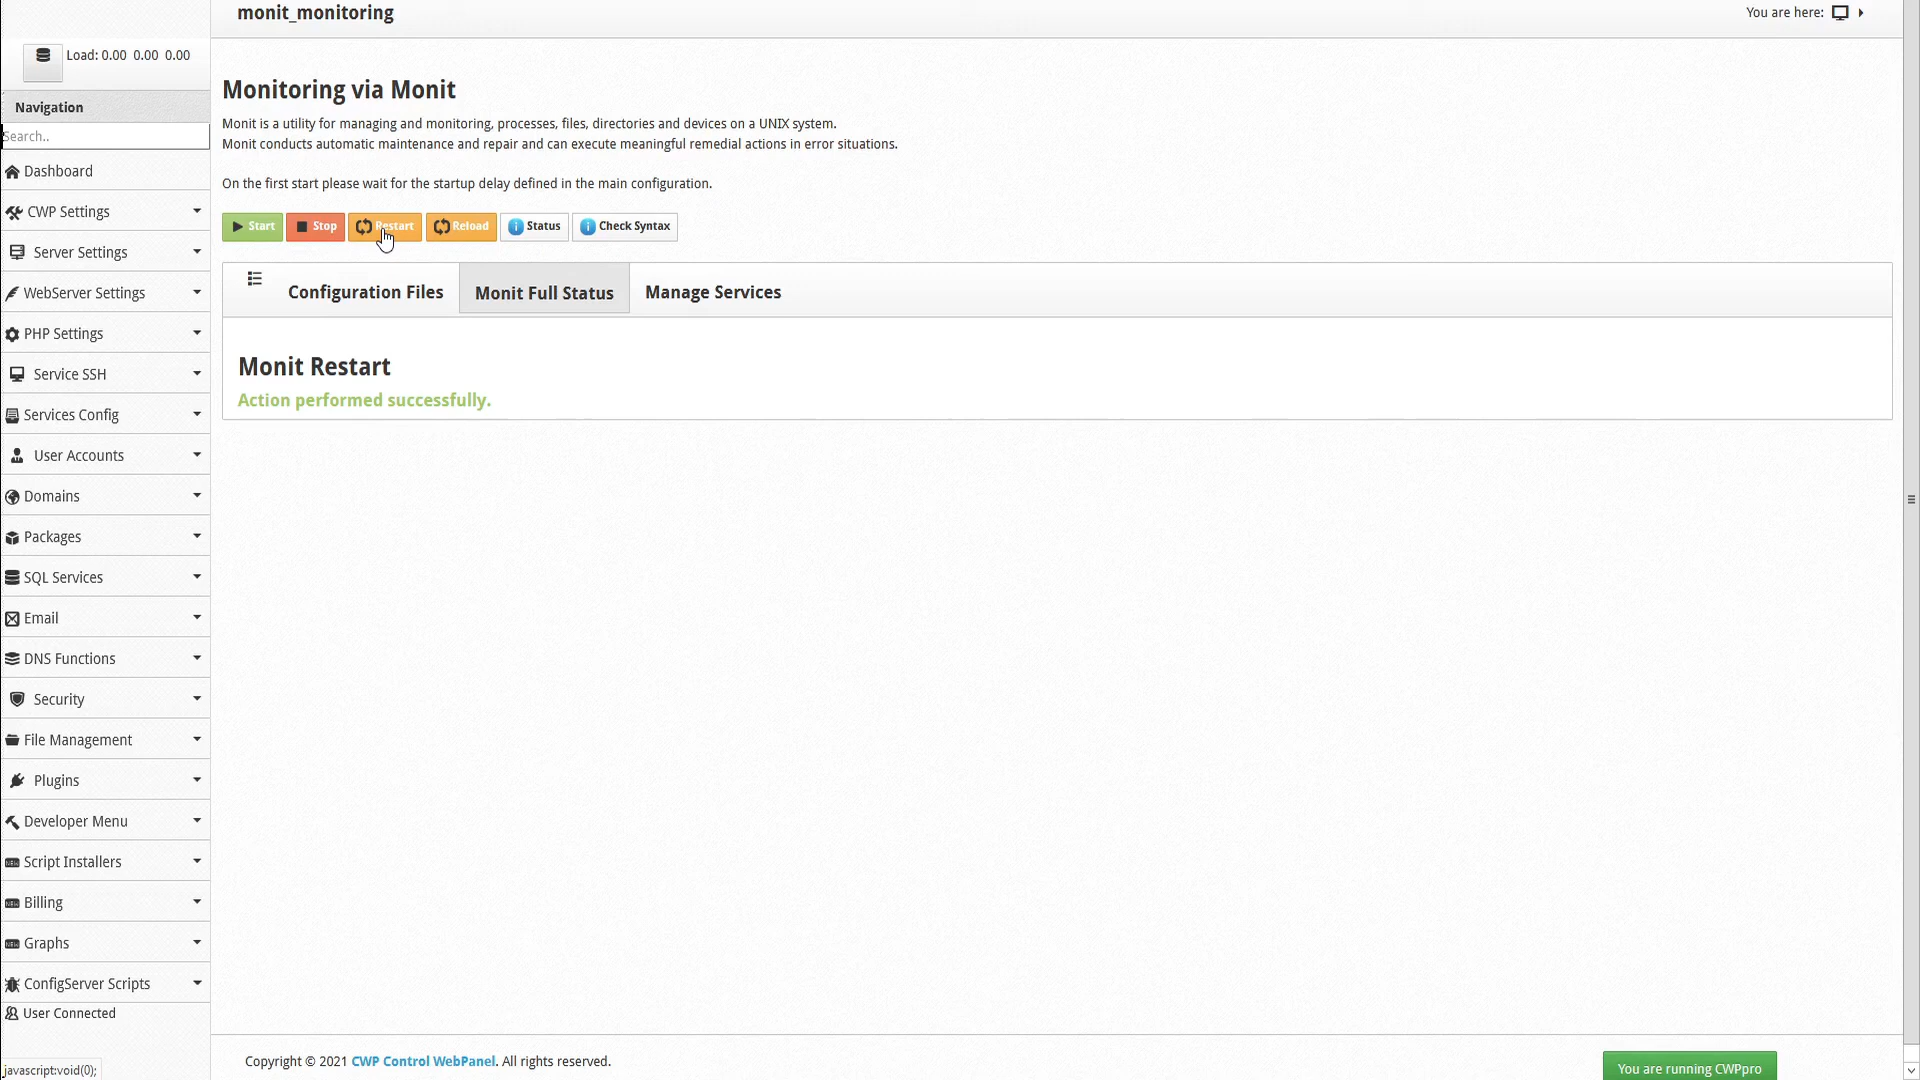 monit_monitoring
You are here:
Load: 0.00 0.00 0.00
Navigation
Search..
Dashboard
CWP Settings
Server Settings
WebServer Settings
PHP Settings
Service SSH
Services Config
User Accounts
Domains
Packages
SQL Services
Email
DNS Functions
Security
File Management
Plugins
Developer Menu
Script Installers
Billing
Graphs
ConfigServer Scripts
User Connected
javascript:void(0);
Monitoring via Monit
Monit is a utility for managing and monitoring, processes, files, directories and devices on a UNIX system.
Monit conducts automatic maintenance and repair and can execute meaningful remedial actions in error situations.
On the first start please wait for the startup delay defined in the main configuration.
Start Stop Restart Reload Status Check Syntax
Configuration Files Monit Full Status Manage Services
Monit Restart
Action performed successfully.
Copyright © 2021 CWP Control WebPanel. All rights reserved.
You are running CWPpro